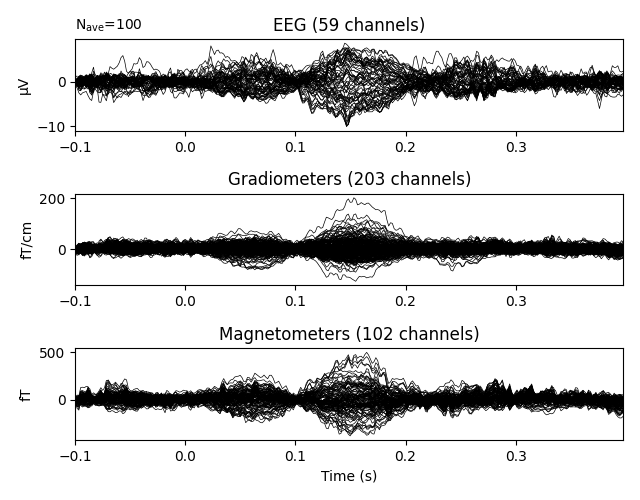 N_ave=100
EEG (59 channels)
µV
0
−10
−0.1 0.0 0.1 0.2 0.3
Gradiometers (203 channels)
fT/cm
200
0
−0.1 0.0 0.1 0.2 0.3
Magnetometers (102 channels)
fT
500
0
−0.1 0.0 0.1 0.2 0.3
Time (s)